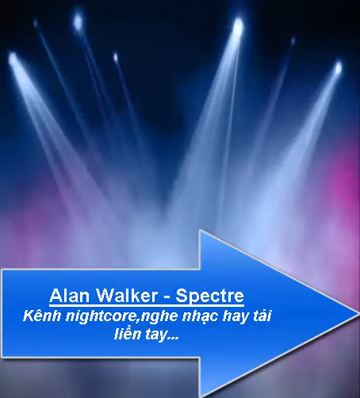 Alan Walker - Spectre
Kênh nightcore,nghe nhạc hay tải
liền tay...